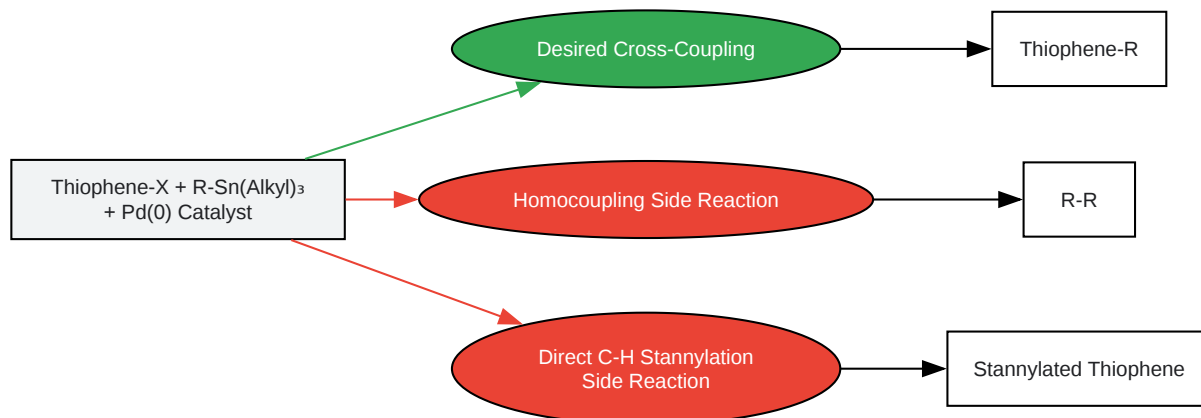 Desired Cross-Coupling
Thiophene-R
Thiophene-X + R-Sn(Alkyl)₃
+ Pd(0) Catalyst
Homocoupling Side Reaction
R-R
Direct C-H Stannylation
Side Reaction
Stannylated Thiophene